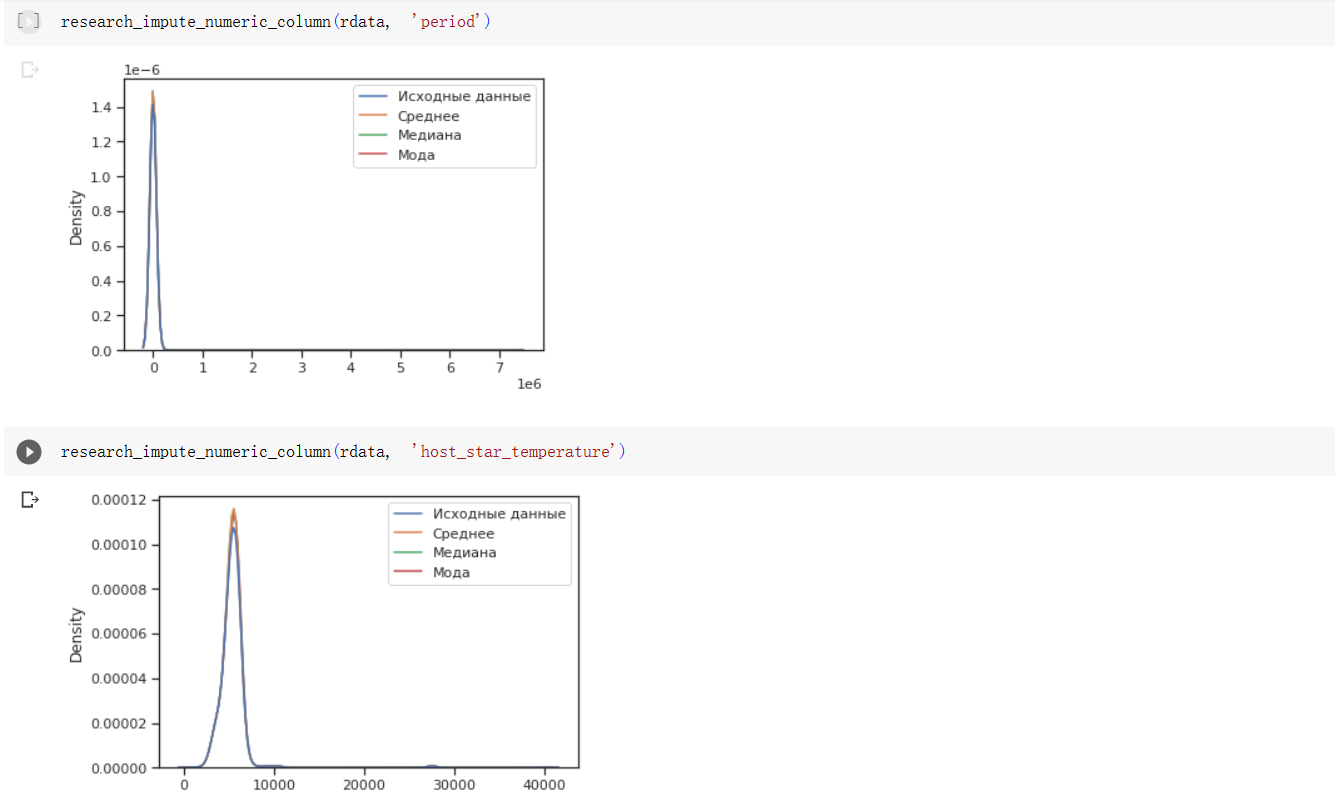 [ ]
research_impute_numeric_column(rdata, 'period')
1e−6
Исходные данные
Среднее
Медиана
Мода
Density
1.4
1.2
1.0
0.8
0.6
0.4
0.2
0.0
0 1 2 3 4 5 6 7
1e6
research_impute_numeric_column(rdata, 'host_star_temperature')
Исходные данные
Среднее
Медиана
Мода
Density
0.00012
0.00010
0.00008
0.00006
0.00004
0.00002
0.00000
0 10000 20000 30000 40000